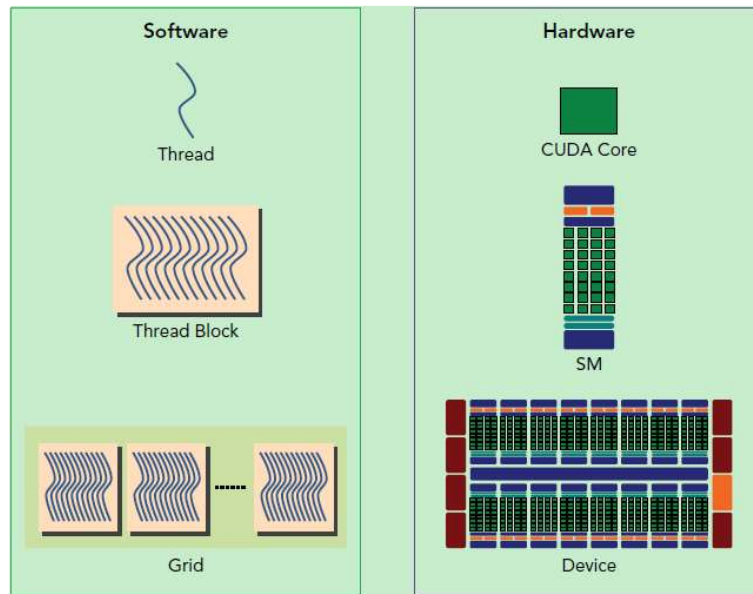 Software
Thread
Thread Block
Grid
Hardware
CUDA Core
SM
Device